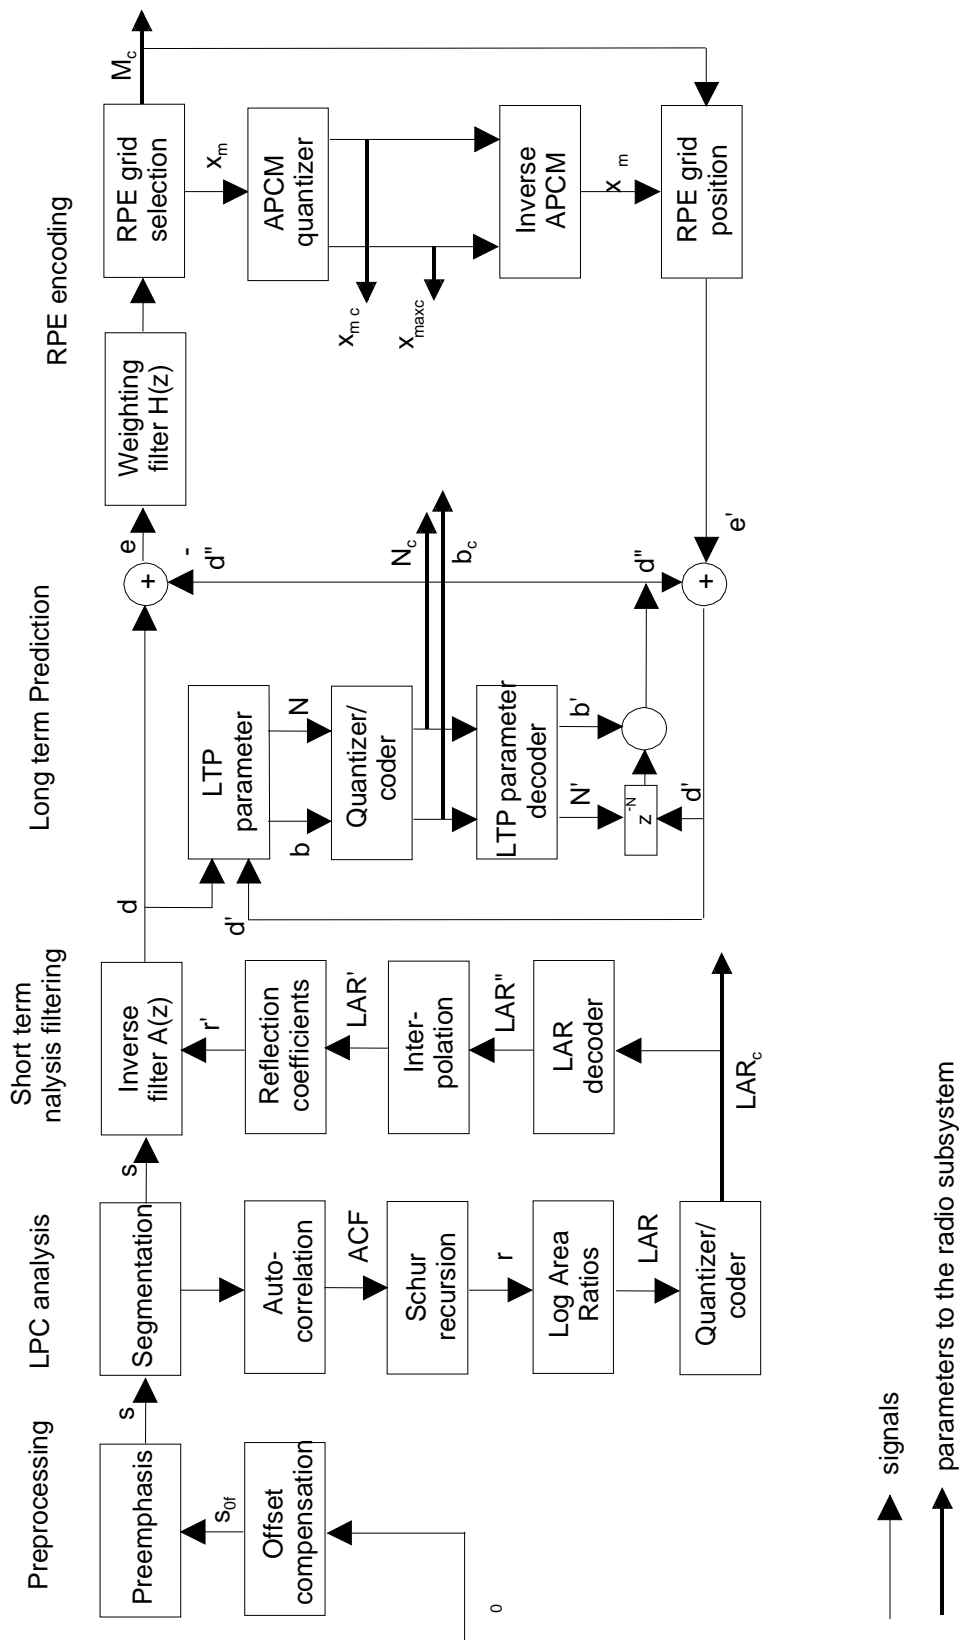 Preprocessing
LPC analysis
Short term
nalysis filtering
Long term Prediction
RPE encoding
Preemphasis
s
Segmentation
s
Inverse
filter A(z)
d
+
e
-
d''
Weighting
filter H(z)
RPE grid
selection
Mc
sof
Offset
compensation
0
Auto-
correlation
ACF
Schur
recursion
r
Log Area
Ratios
LAR
Quantizer/
coder
LARc
r'
Reflection
coefficients
LAR'
Inter-
polation
LAR''
LAR
decoder
d'
LTP
parameter
b
N
Quantizer/
coder
Nc
bc
LTP parameter
decoder
N'
b'
z-N
d'
d''
+
e'
xm
APCM
quantizer
xm c
xmaxc
Inverse
APCM
x m
RPE grid
position
signals
parameters to the radio subsystem